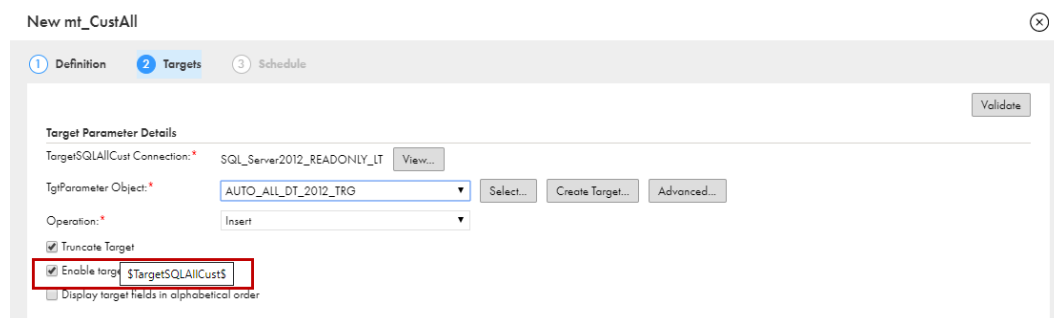 New mt_CustAll
1 Definition 2 Targets 3 Schedule
Validate
Target Parameter Details
TargetSQLAllCust Connection:* SQL_Server2012_READONLY_LT View...
TgtParameter Object:* AUTO_ALL_DT_2012_TRG Select... Create Target... Advanced...
Operation:* Insert
Truncate Target
Enable $TargetSQLAllCust$
Display target fields in alphabetical order